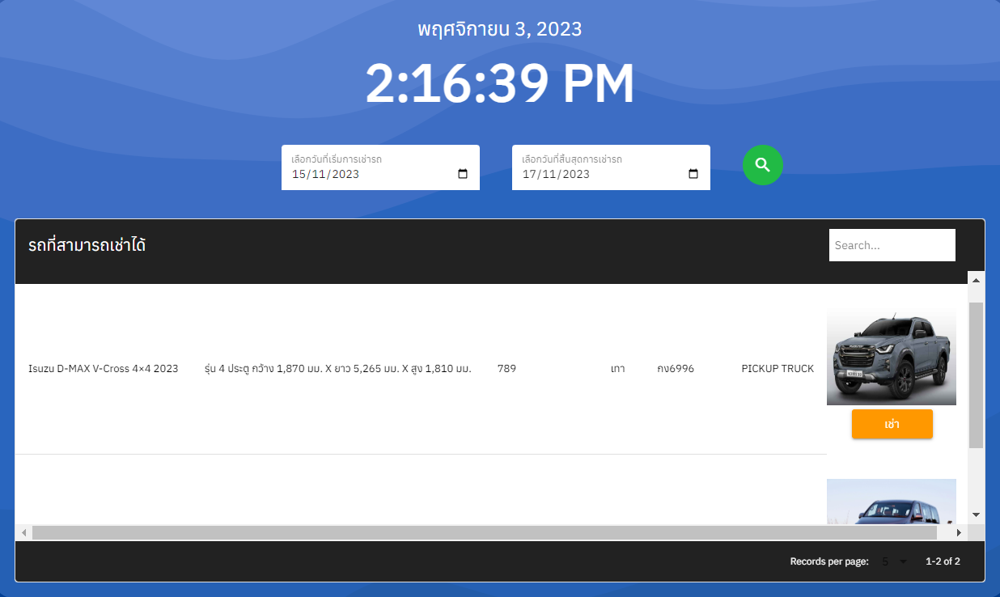 พฤศจิกายน 3, 2023
2:16:39 PM
เลือกวันที่เริ่มการเช่ารถ
15/11/2023
เลือกวันที่สิ้นสุดการเช่ารถ
17/11/2023
รถที่สามารถเช่าได้
Search...
Isuzu D-MAX V-Cross 4×4 2023 รุ่น 4 ประตู กว้าง 1,870 มม. X ยาว 5,265 มม. X สูง 1,810 มม. 789 เทา กง6996 PICKUP TRUCK
เช่า
Records per page: 5 1-2 of 2